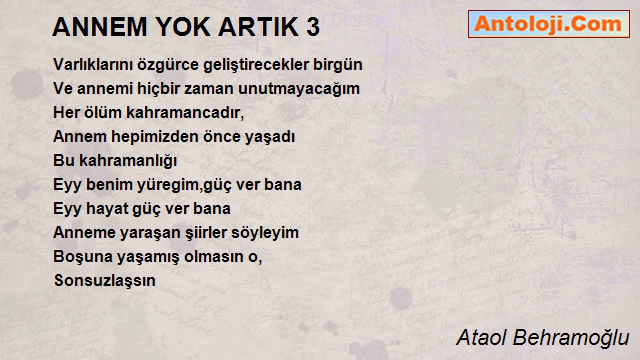 Antoloji.Com
ANNEM YOK ARTIK 3
Varlıklarını özgürce geliştirecekler birgün
Ve annemi hiçbir zaman unutmayacağım
Her ölüm kahramancadır,
Annem hepimizden önce yaşadı
Bu kahramanlığı
Eyy benim yüregim,güç ver bana
Eyy hayat güç ver bana
Anneme yaraşan şiirler söyleyim
Boşuna yaşamış olmasın o,
Sonsuzlaşsın
Ataol Behramoğlu